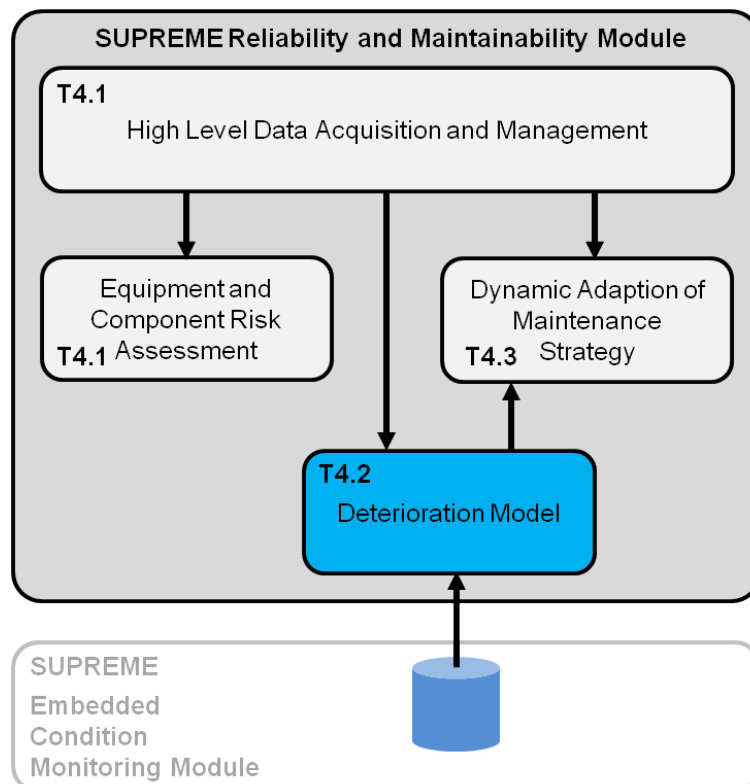 SUPREME Reliability and Maintainability Module
T4.1
High Level Data Acquisition and Management
Equipment and
Component Risk
Assessment
T4.1
Dynamic Adaption of
Maintenance
Strategy
T4.3
T4.2
Deterioration Model
SUPREME
Embedded
Condition
Monitoring Module